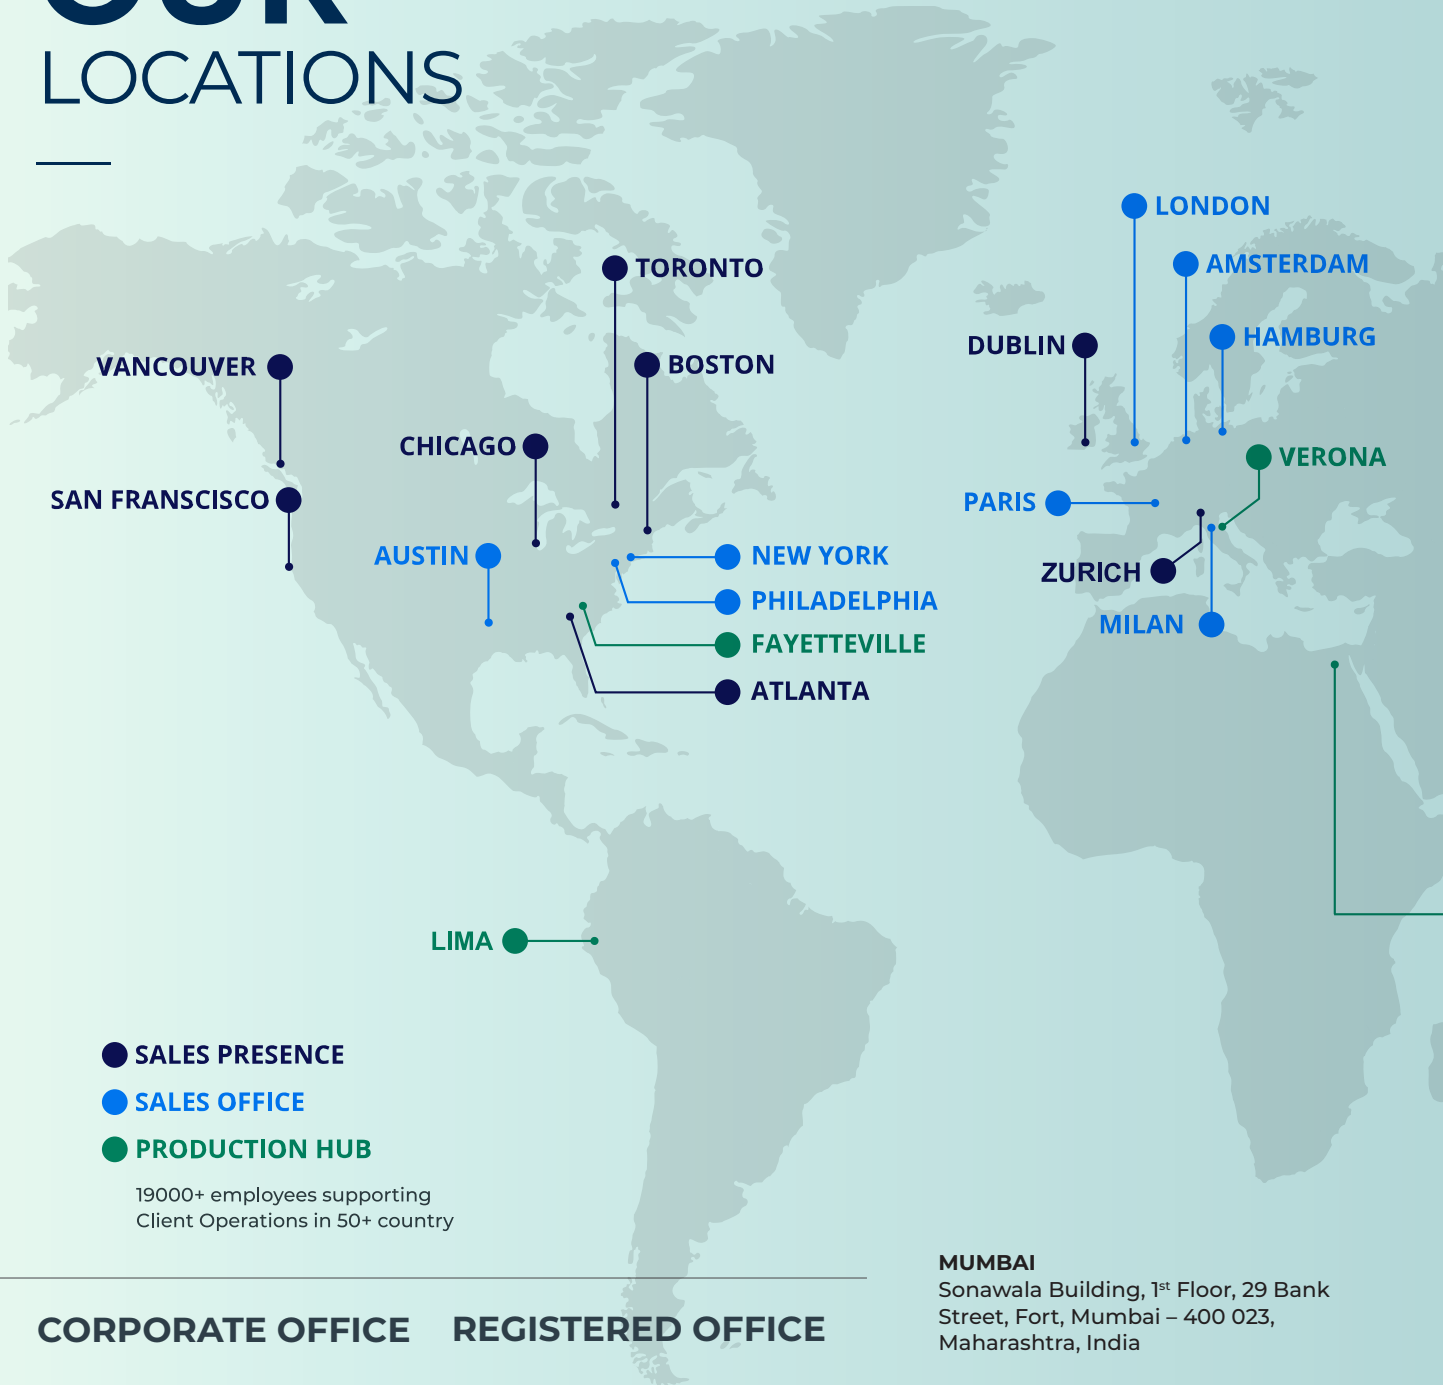 OUR
LOCATIONS
LONDON
AMSTERDAM
TORONTO
HAMBURG
DUBLIN
BOSTON
VANCOUVER
CHICAGO
VERONA
SAN FRANSCISCO
PARIS
AUSTIN
NEW YORK
ZURICH
PHILADELPHIA
MILAN
FAYETTEVILLE
ATLANTA
LIMA
SALES PRESENCE
SALES OFFICE
PRODUCTION HUB
19000+ employees supporting
Client Operations in 50+ country
CORPORATE OFFICE
REGISTERED OFFICE
MUMBAI
Sonawala Building, 1st Floor, 29 Bank
Street, Fort, Mumbai – 400 023,
Maharashtra, India